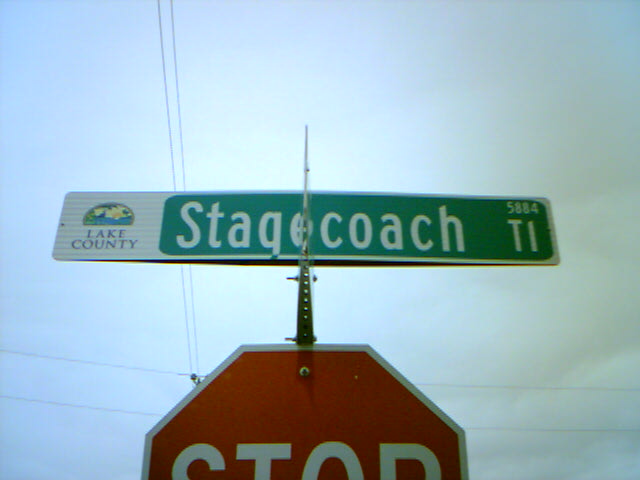 LAKE
COUNTY
Stagecoach Tl
5884
STOP